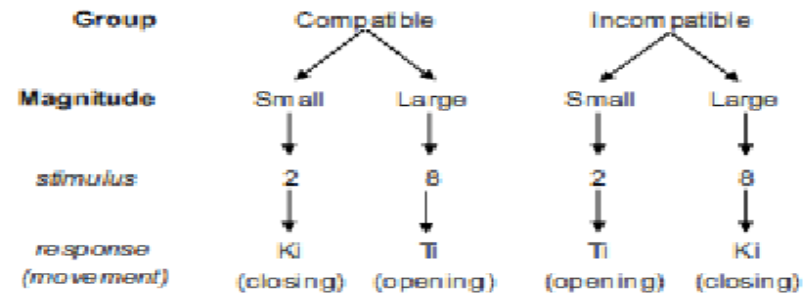 Group Compatible Incompatible
Magnitude Small Large Small Large
stimulus 2 8 2 8
response Ki Ti Ti Ki
(movement) (closing) (opening) (opening) (closing)